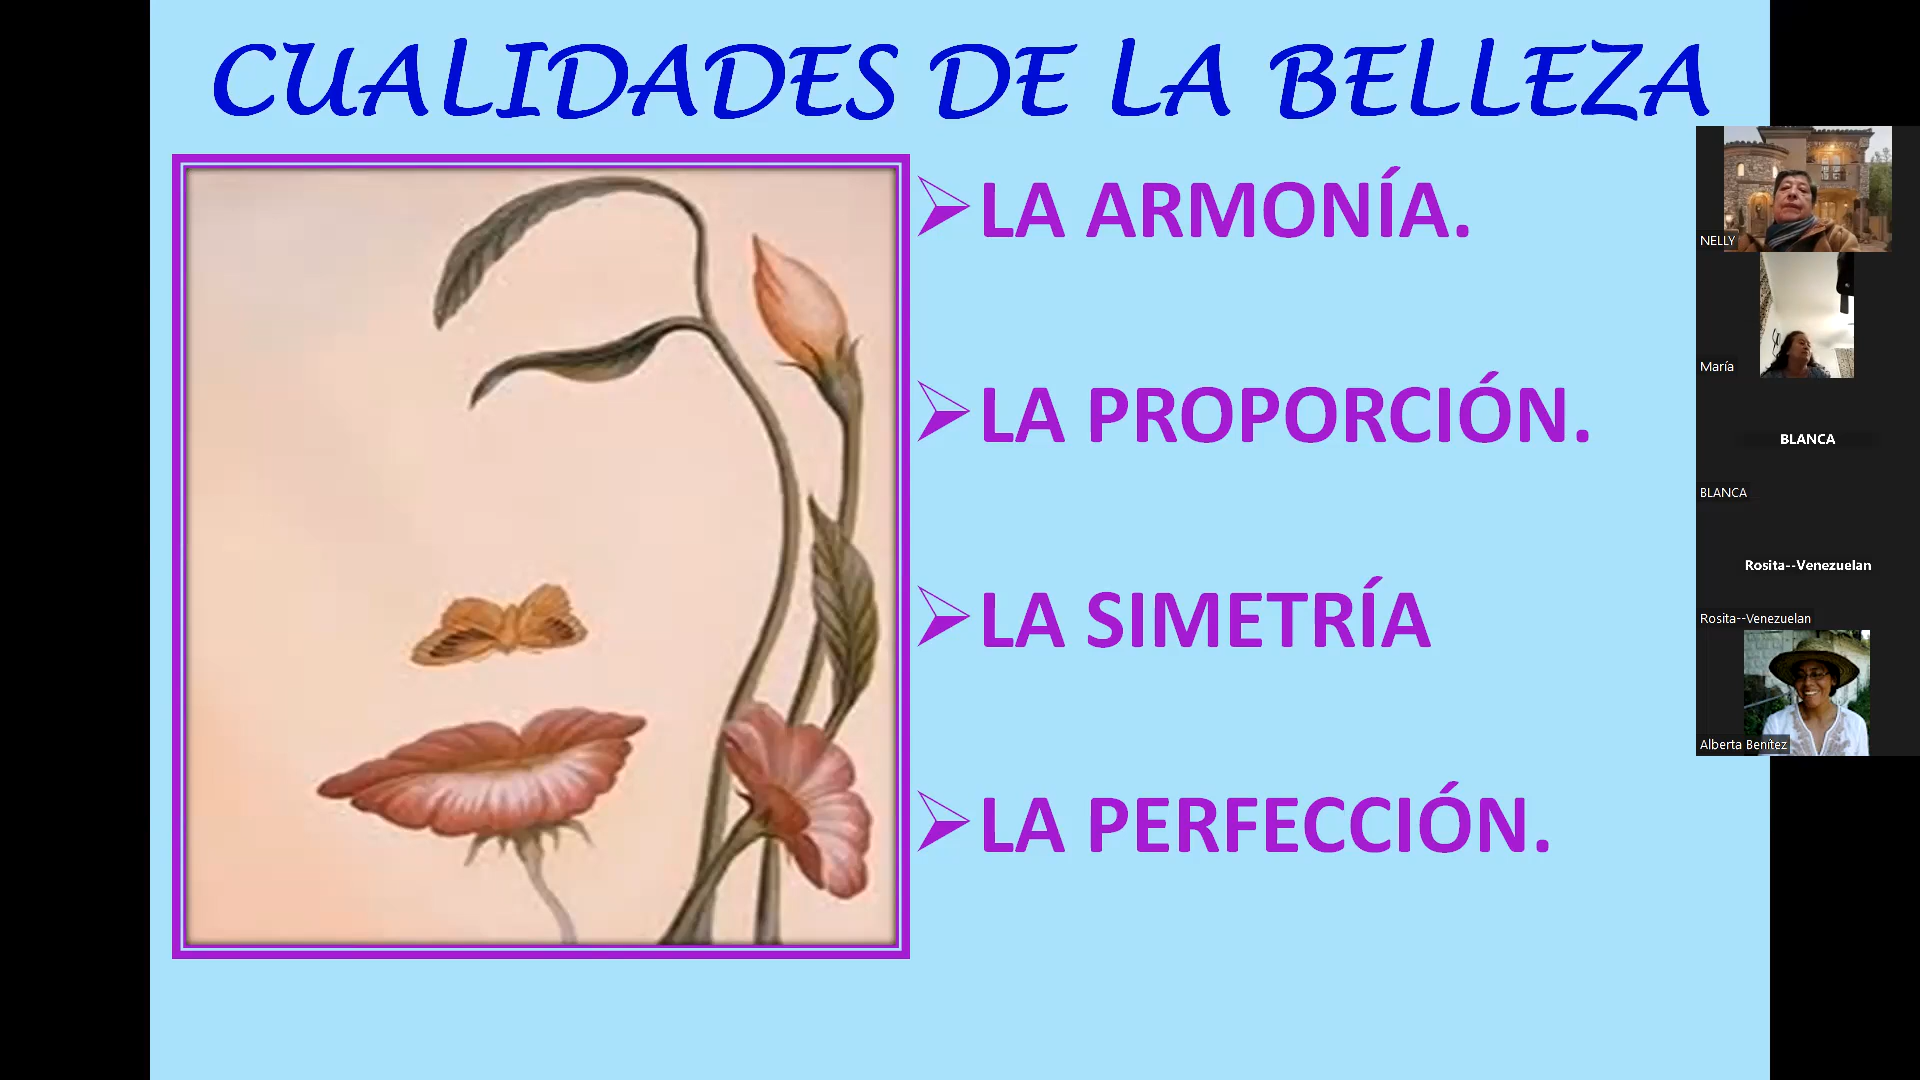 CUALIDADES DE LA BELLEZA
LA ARMONÍA.
LA PROPORCIÓN.
LA SIMETRÍA
LA PERFECCIÓN.
NELLY
María
BLANCA
BLANCA
Rosita--Venezuelan
Rosita--Venezuelan
Alberta Benítez